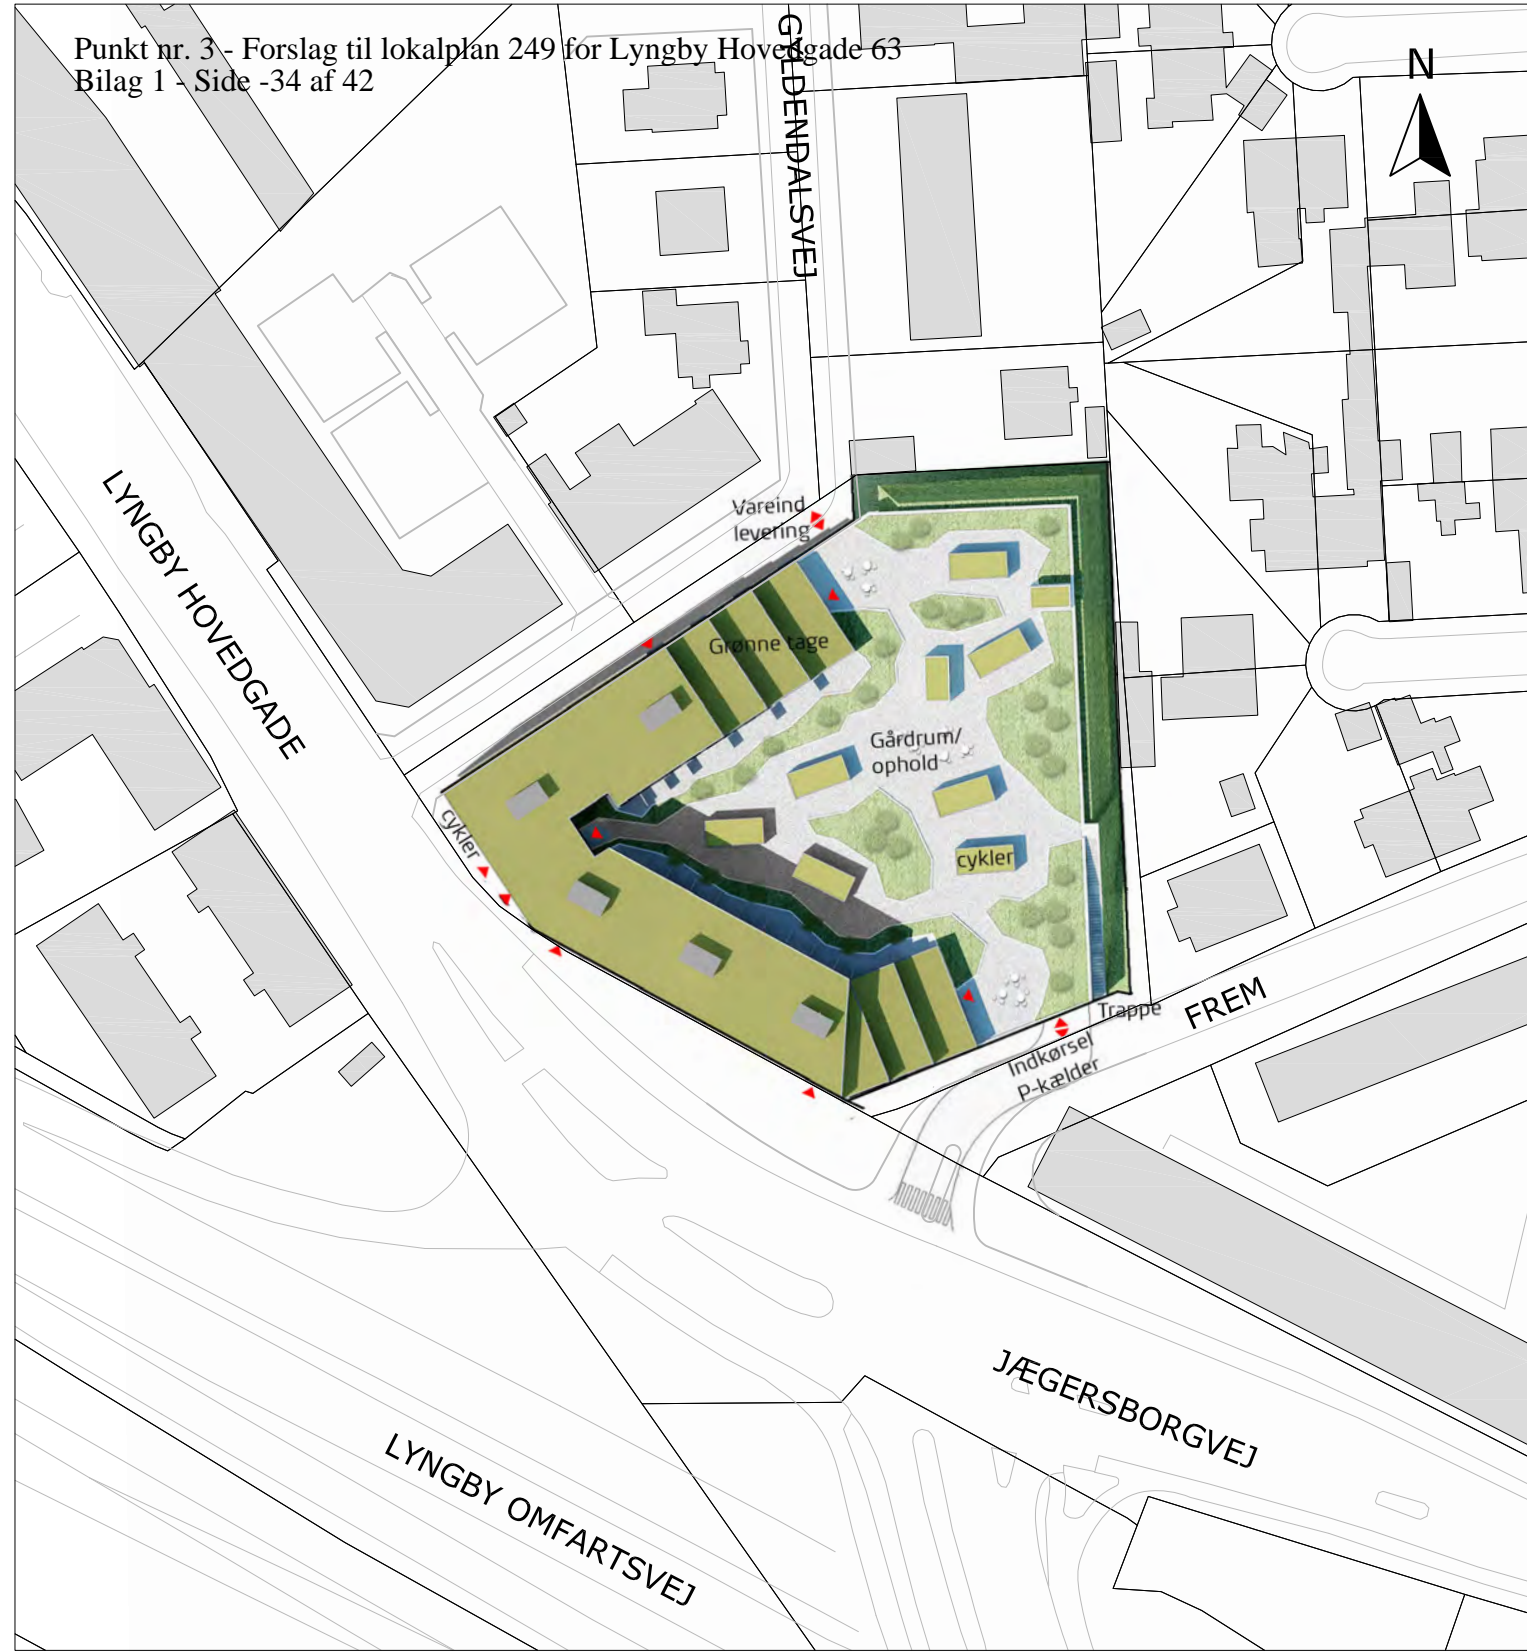 Punkt nr. 3 - Forslag til lokalplan 249 for Lyngby Hovedgade 63
Bilag 1 - Side -34 af 42
GYLDENDALSVEJ
N
LYNGBY HOVEDGADE
Vareind
levering
Grønne tage
Gårdrum/
ophold
cykler
cykler
Trappe
FREM
Indkørsel
P-kælder
JÆGERSBORGVEJ
LYNGBY OMFARTSVEJ